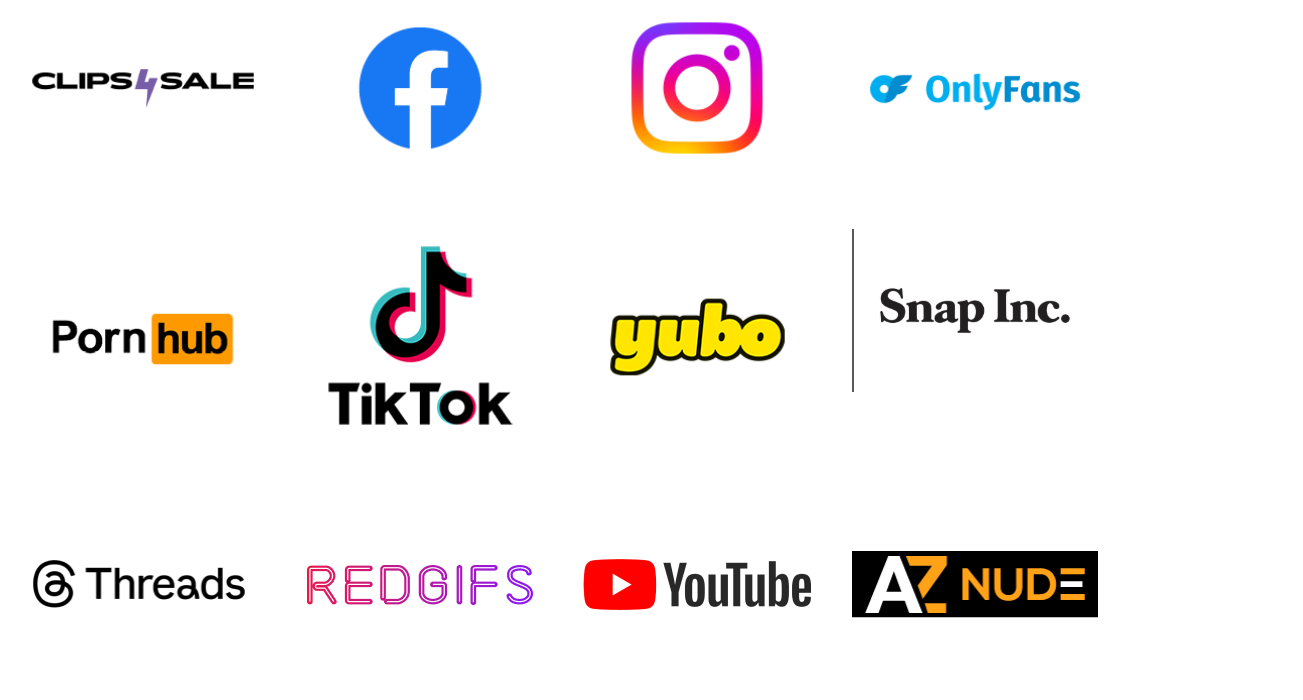 CLIPS4SALE
OnlyFans
Pornhub
TikTok
yubo
Snap Inc.
Threads
REDGIFS
YouTube
AZNUDE